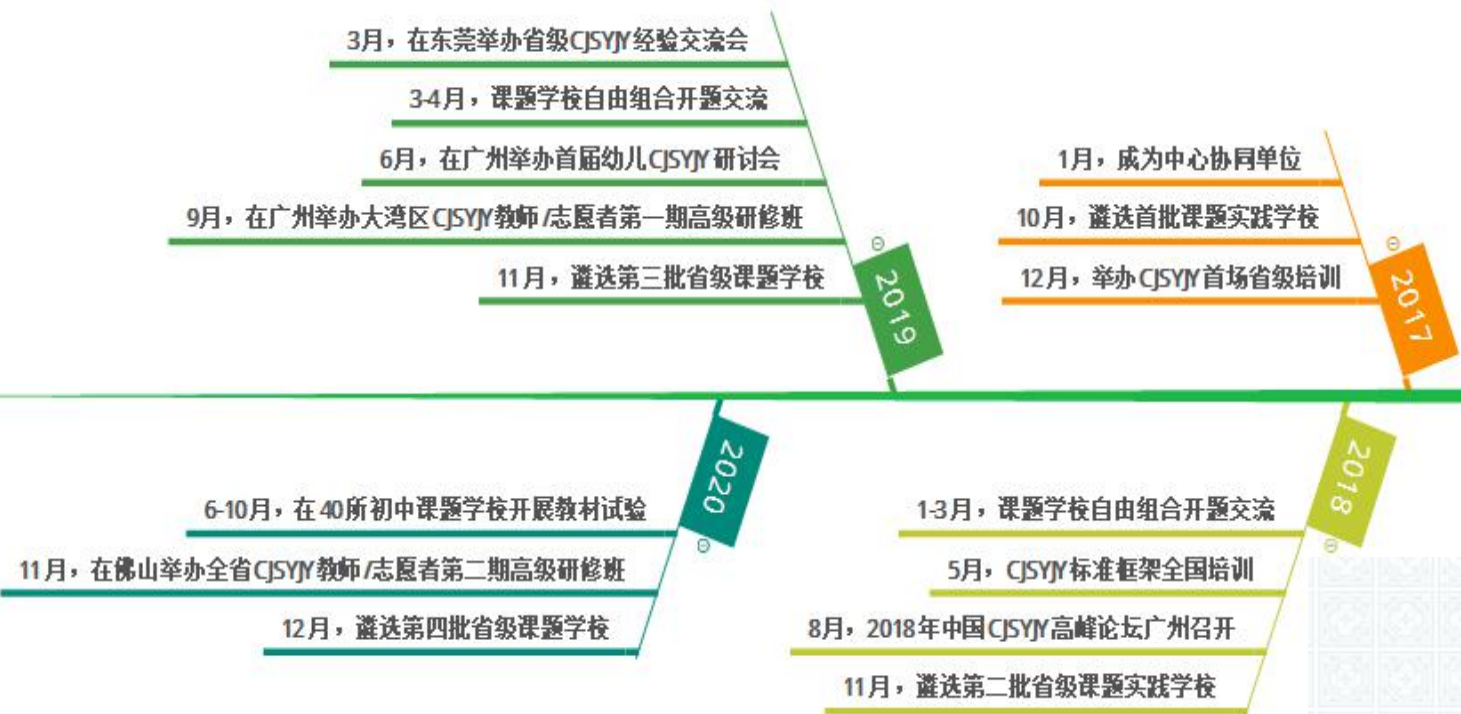 3月，在东莞举办省级CJSYJY经验交流会
3-4月，课题学校自由组合开题交流
6月，在广州举办首届幼儿CJSYJY研讨会
9月，在广州举办大湾区CJSYJY教师/志愿者第一期高级研修班
11月，遴选第三批省级课题学校
2019
1月，成为中心协同单位
10月，遴选首批课题实践学校
12月，举办CJSYJY首场省级培训
2017
2020
6-10月，在40所初中课题学校开展教材试验
11月，在佛山举办全省CJSYJY教师/志愿者第二期高级研修班
12月，遴选第四批省级课题学校
2018
1-3月，课题学校自由组合开题交流
5月，CJSYJY标准框架全国培训
8月，2018年中国CJSYJY高峰论坛广州召开
11月，遴选第二批省级课题实践学校